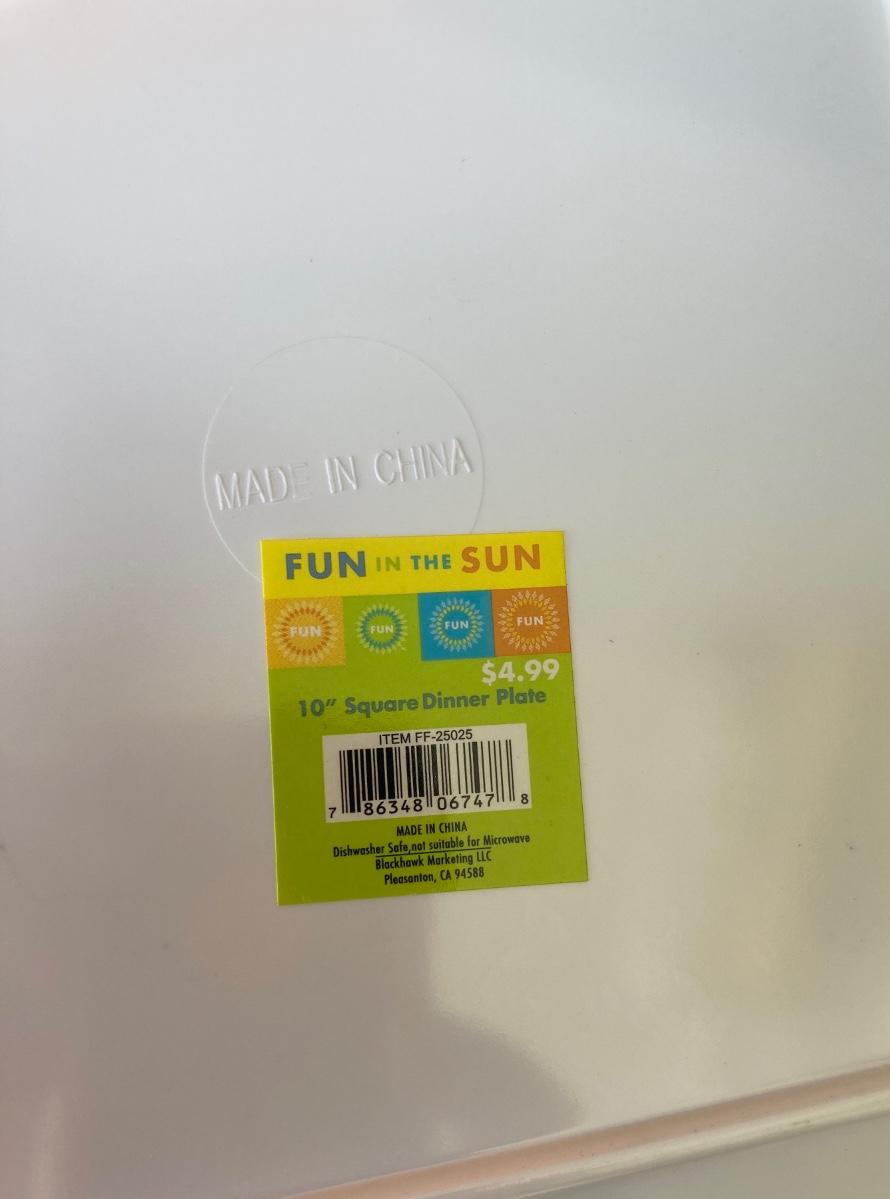 MADE IN CHINA
FUN IN THE SUN
FUN FUN FUN FUN
$4.99
10" Square Dinner Plate
ITEM FF-25025
7 86348 06747 8
MADE IN CHINA
Dishwasher Safe,not suitable for Microwave
Blackhawk Marketing LLC
Pleasanton, CA 94588